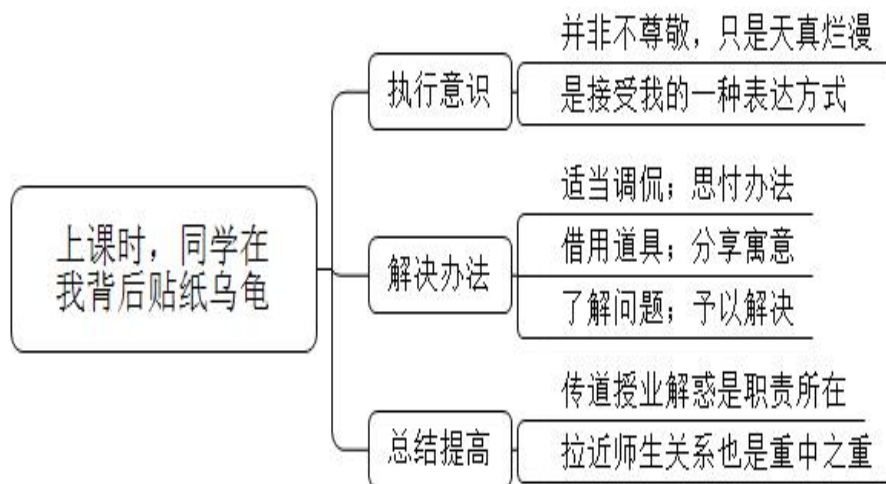 上课时，同学在
我背后贴纸乌龟
执行意识
并非不尊敬，只是天真烂漫
是接受我的一种表达方式
解决办法
适当调侃；思付办法
借用道具；分享寓意
了解问题；予以解决
总结提高
传道授业解惑是职责所在
拉近师生关系也是重中之重